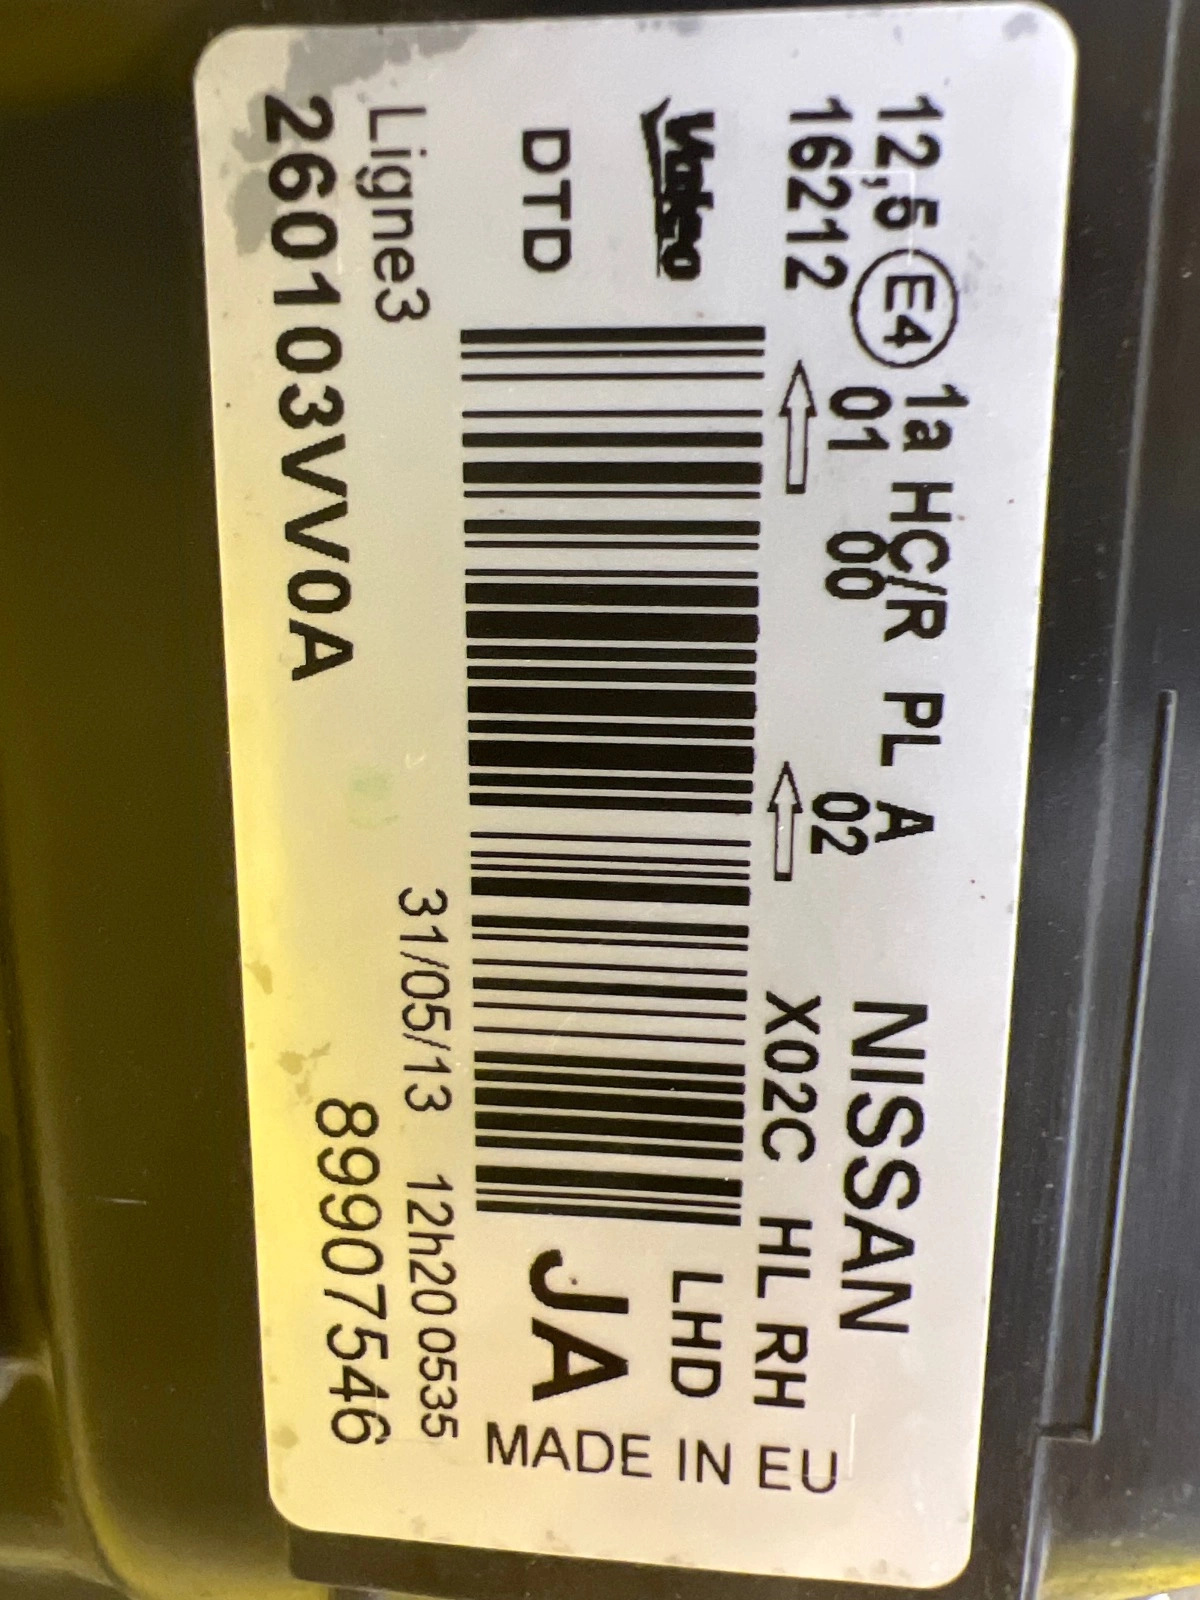 12,5 E4 1a HC/R PL A NISSAN
16212 01 00 02
X02C HL RH
Valeo
LHD
DTD
JA
MADE IN EU
Ligne3 31/05/13 12h20 0535
260103VV0A 89907546